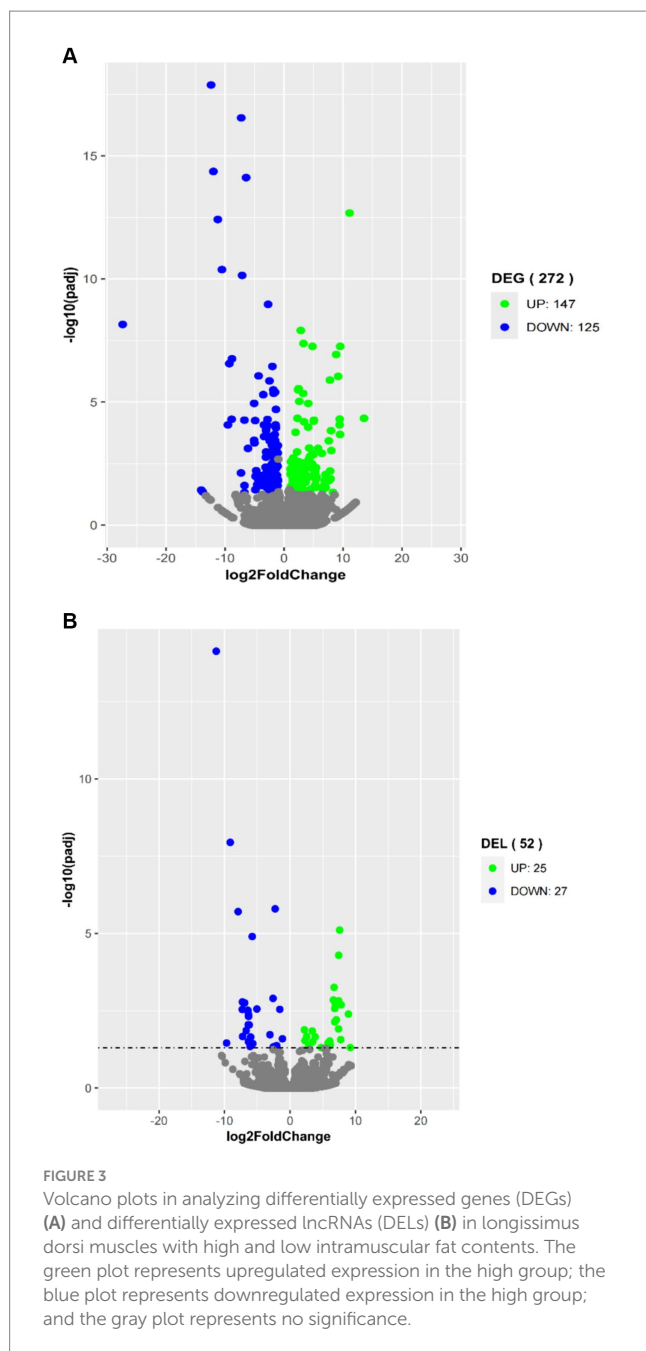 A
-log10(padj)
15
10
5
0
-30
-20
-10
0
10
20
30
log2FoldChange
DEG ( 272 )
UP: 147
DOWN: 125
B
-log10(padj)
10
5
0
-20
-10
0
10
20
log2FoldChange
DEL ( 52 )
UP: 25
DOWN: 27
FIGURE 3
Volcano plots in analyzing differentially expressed genes (DEGs)
(A) and differentially expressed lncRNAs (DELs) (B) in longissimus
dorsi muscles with high and low intramuscular fat contents. The
green plot represents upregulated expression in the high group; the
blue plot represents downregulated expression in the high group;
and the gray plot represents no significance.